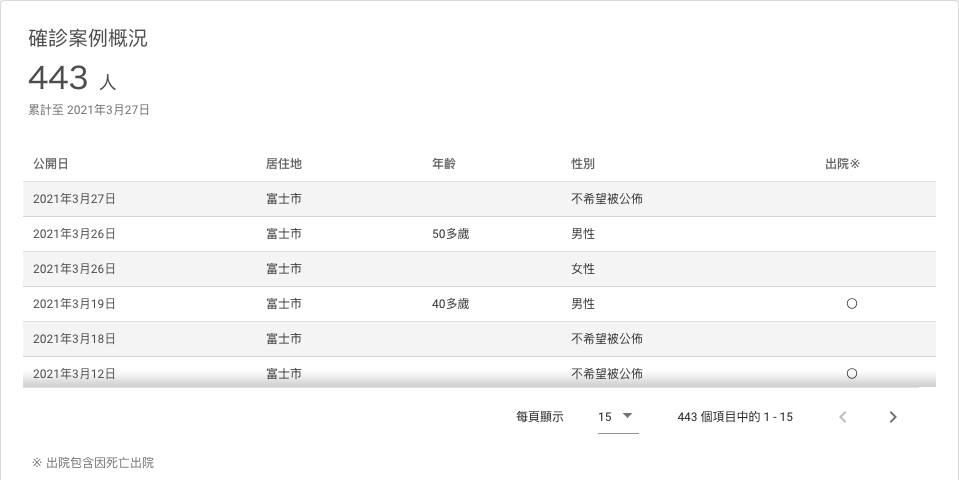 確診案例概況
443 人
累計至 2021年3月27日
公開日 居住地 年齡 性別 出院※
2021年3月27日 富士市 不希望被公佈
2021年3月26日 富士市 50多歲 男性
2021年3月26日 富士市 女性
2021年3月19日 富士市 40多歲 男性 ○
2021年3月18日 富士市 不希望被公佈
2021年3月12日 富士市 不希望被公佈 ○
每頁顯示 15 443 個項目中的 1 - 15
※ 出院包含因死亡出院